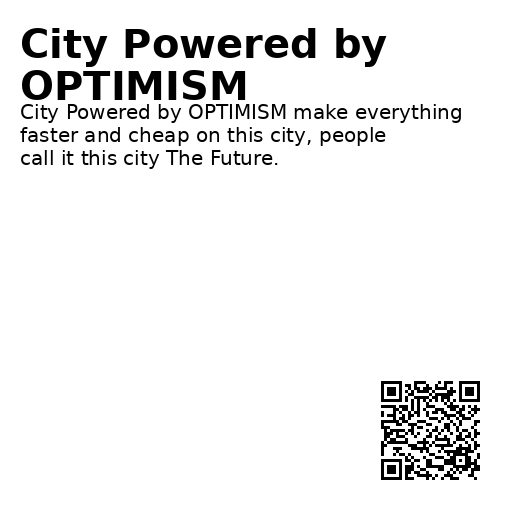 City Powered by
OPTIMISM
City Powered by OPTIMISM make everything
faster and cheap on this city, people
call it this city The Future.